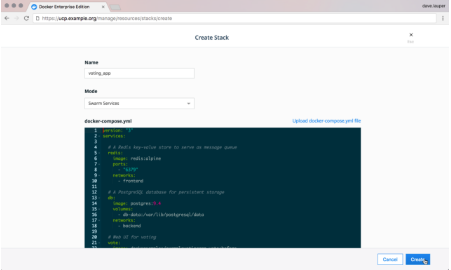 Docker Enterprise Edition
dave.lauper
https://ucp.example.org/manage/resources/stacks/create
Create Stack
Name
voting_app
Mode
Swarm Services
docker-compose.yml
Upload docker-compose.yml file
1 version: "3"
2 services:
3
4 # A Redis key-value store to serve as message queue
5 redis:
6 image: redis:alpine
7 ports:
8 - "6379"
9 networks:
10 - frontend
11
12 # A PostgreSQL database for persistent storage
13 db:
14 image: postgres:9.4
15 volumes:
16 - db-data:/var/lib/postgresql/data
17 networks:
18 - backend
19
20 # Web UI for voting
21 vote:
Cancel
Create